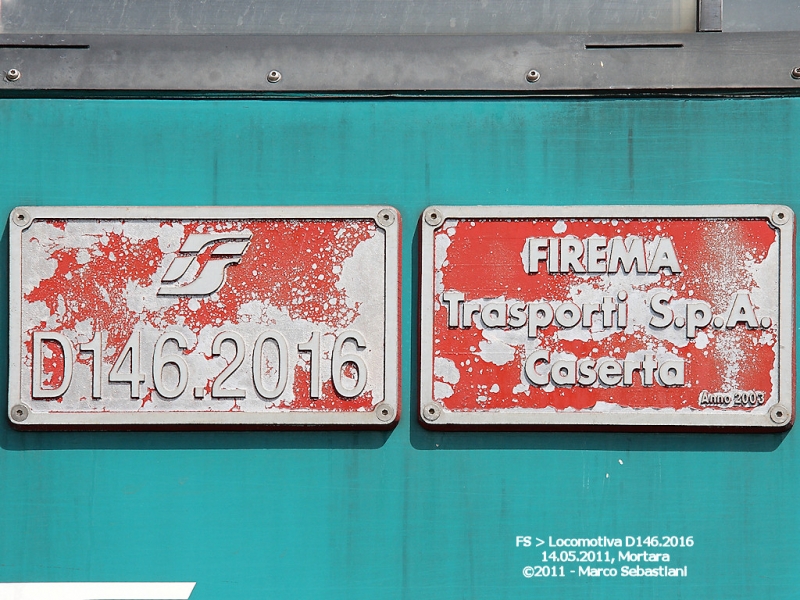 D146.2016
FIREMA
Trasporti S.p.A.
Caserta
Anno 2003
FS > Locomotiva D146.2016
14.05.2011, Mortara
©2011 - Marco Sebastiani